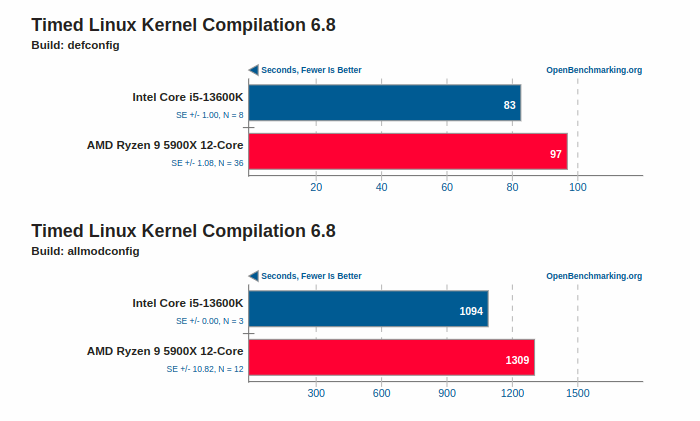 Timed Linux Kernel Compilation 6.8
Build: defconfig
Seconds, Fewer Is Better
OpenBenchmarking.org
Intel Core i5-13600K
SE +/- 1.00, N = 8
83
AMD Ryzen 9 5900X 12-Core
SE +/- 1.08, N = 36
97
20 40 60 80 100
Timed Linux Kernel Compilation 6.8
Build: allmodconfig
Seconds, Fewer Is Better
OpenBenchmarking.org
Intel Core i5-13600K
SE +/- 0.00, N = 3
1094
AMD Ryzen 9 5900X 12-Core
SE +/- 10.82, N = 12
1309
300 600 900 1200 1500